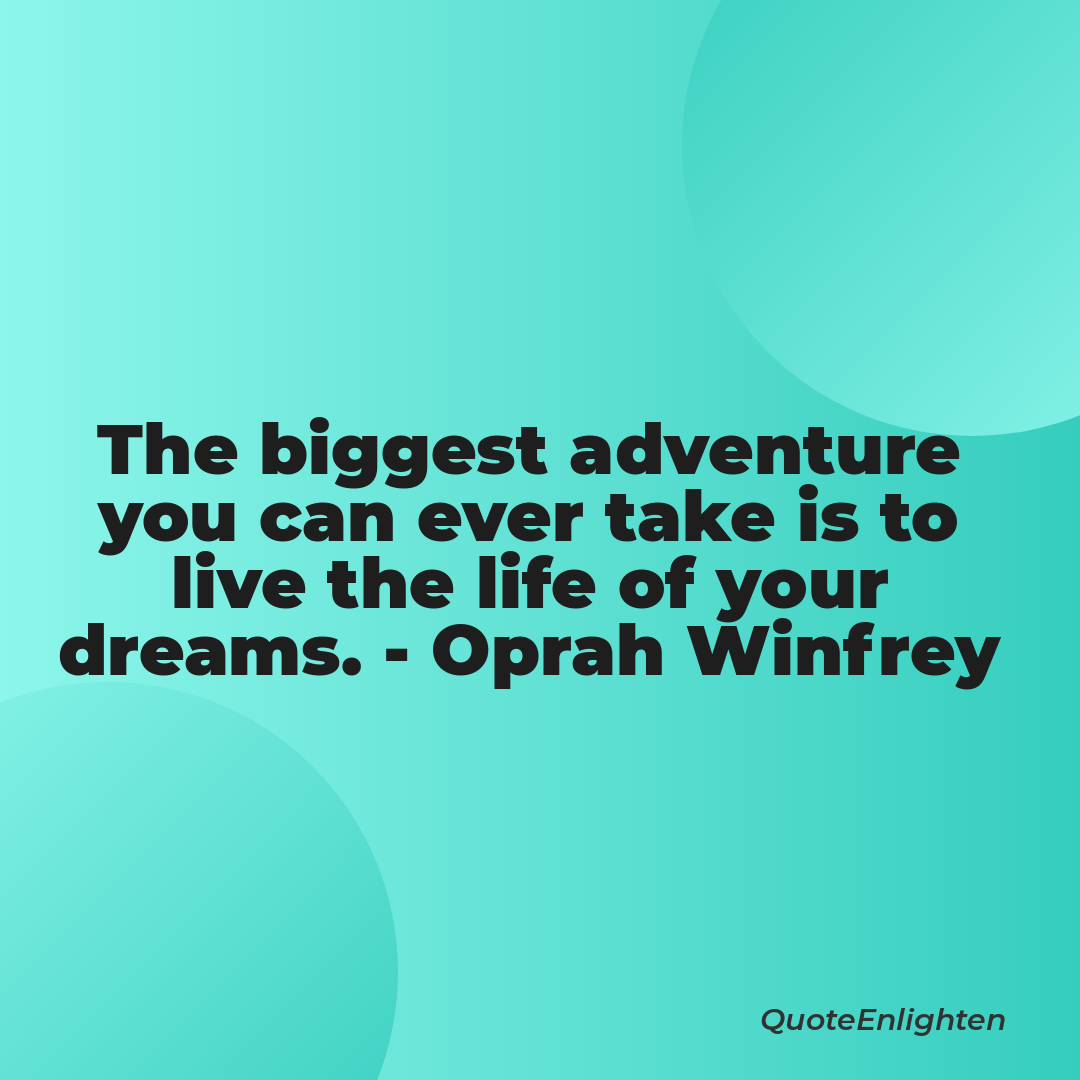 The biggest adventure
you can ever take is to
live the life of your
dreams. - Oprah Winfrey
QuoteEnlighten